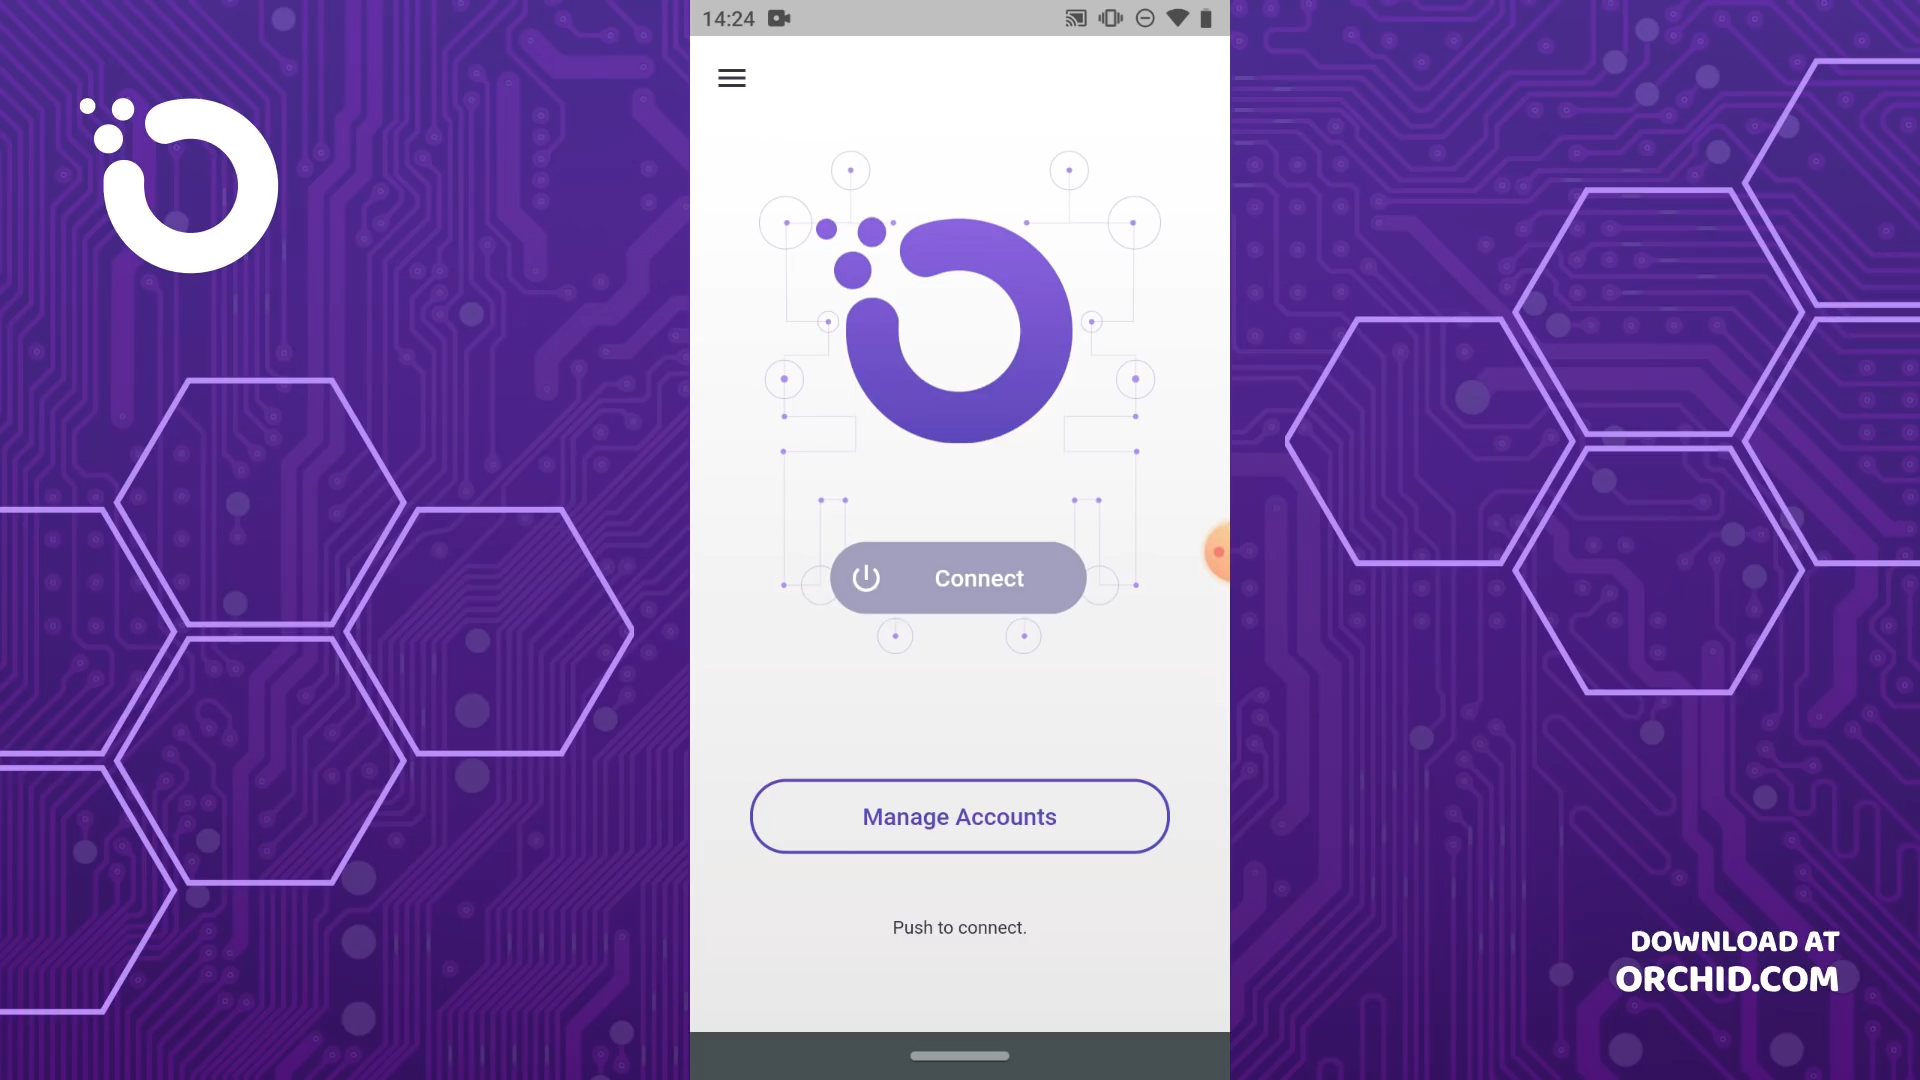 14:24
Connect
Manage Accounts
Push to connect.
DOWNLOAD AT
ORCHID.COM